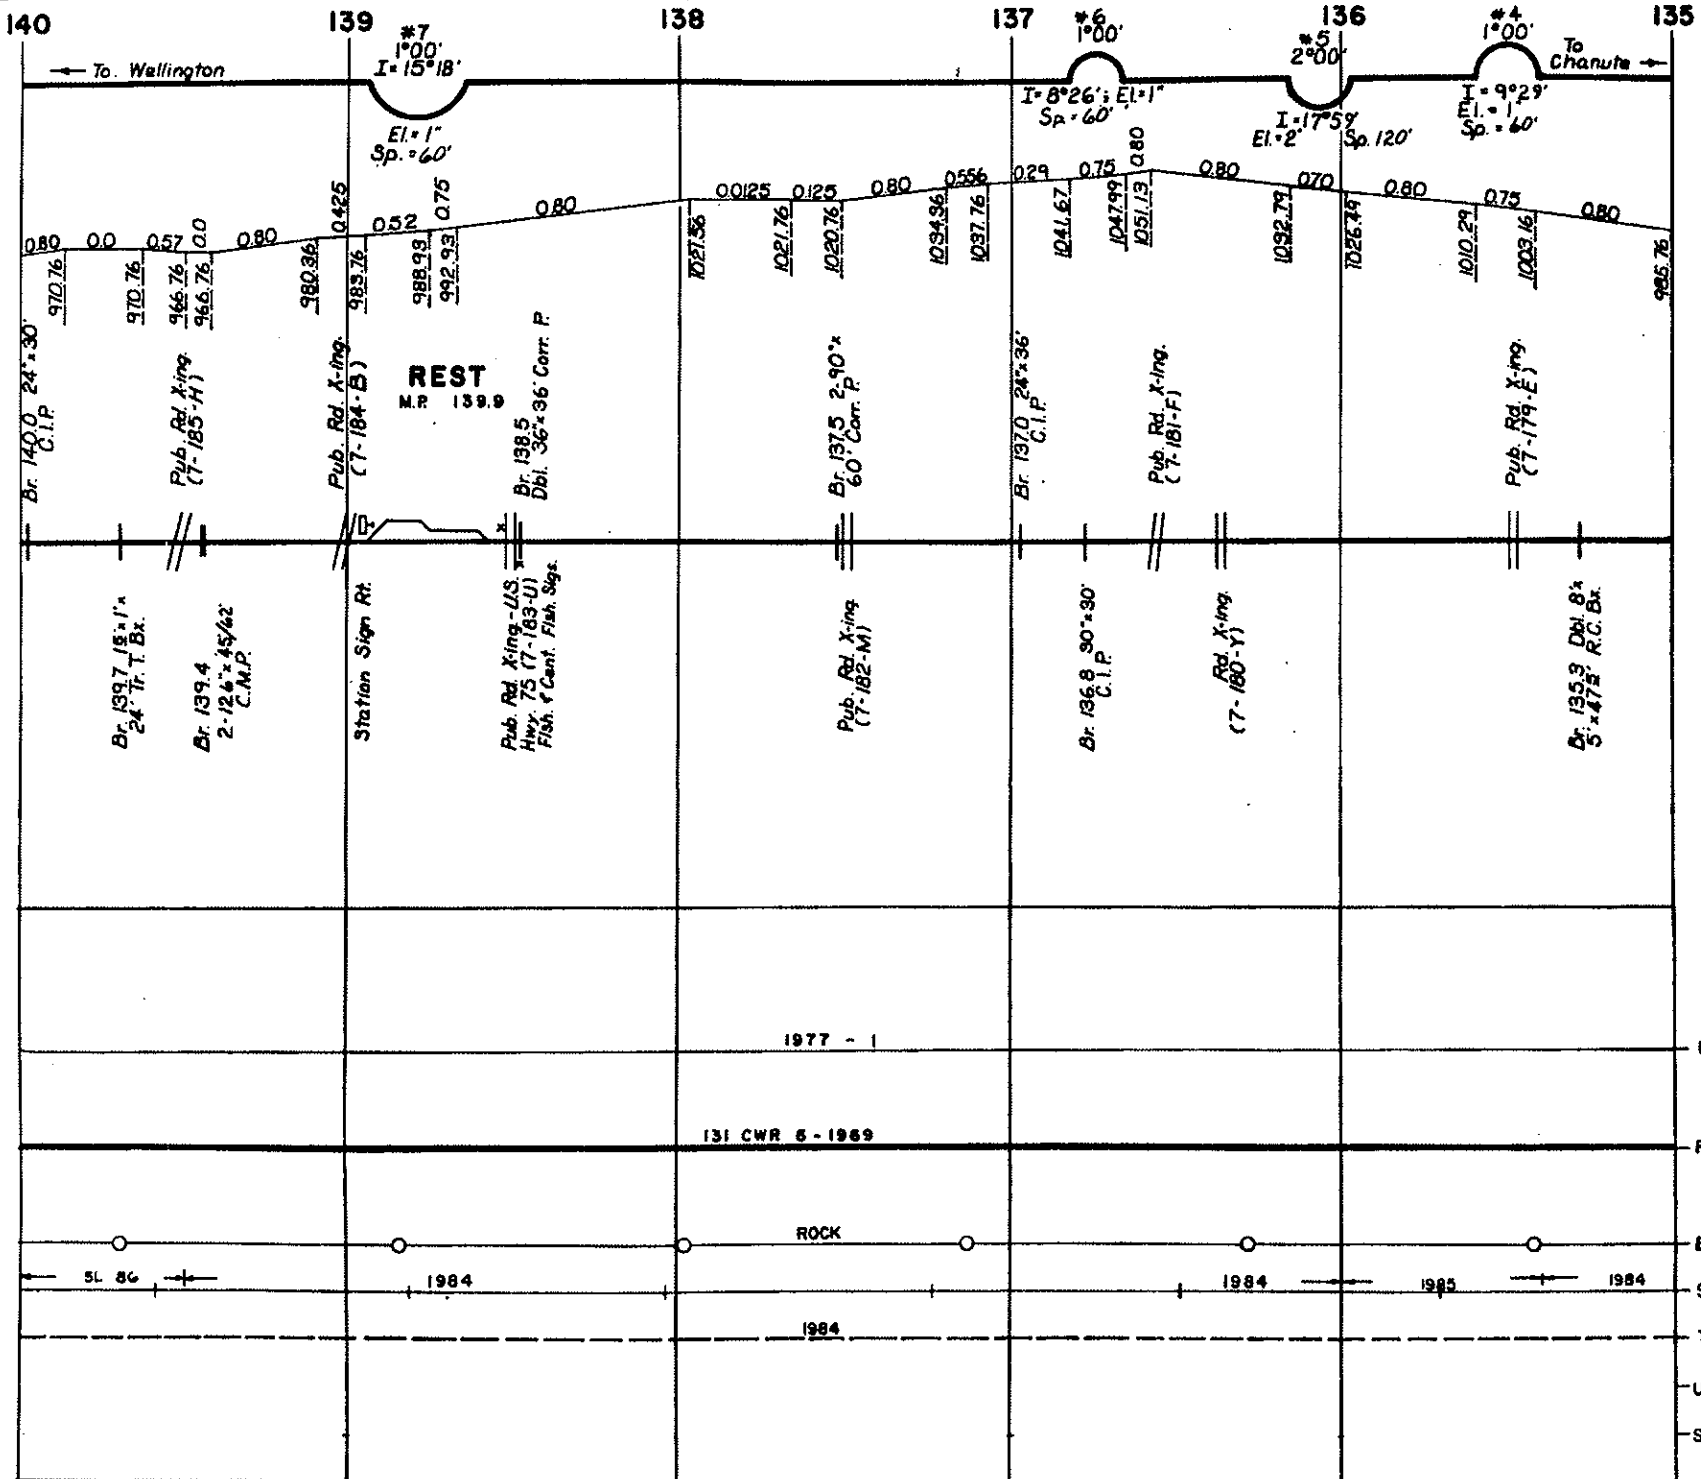 140
139
138
137
136
135
← To. Wellington
#7
1°00'
I= 15°18'
El.= 1"
Sp. = 60'
#6
1°00'
I= 8°26'; El.= 1"
Sp. = 60'
#5
2°00'
I=17°59'
El.=2" Sp. 120'
#4
1°00'
I = 9°29'
El. = 1"
Sp. = 60'
To
Chanute →
0.80
0.0
0.57
0.0
0.80
0.425
0.52
0.75
0.80
0.0125
0.125
0.80
0.556
0.29
0.75
0.80
0.80
0.70
0.80
0.75
0.80
970.76
970.76
966.76
966.76
980.36
983.76
988.93
992.93
1027.56
1021.76
1020.76
1034.36
1037.76
1041.67
1047.99
1051.13
1032.79
1026.49
1010.29
1003.16
985.76
Br. 140.0 24"x30'
C.I.P.
Pub. Rd. X-ing.
(7-185-H)
Pub. Rd. X-ing.
(7-184-B)
REST
M.P. 139.9
Br. 138.5
Dbl. 36"x36' Corr. P.
Br. 137.5 2-90"x
60' Corr. P.
Br. 137.0 24"x36'
C.I.P.
Pub. Rd. X-ing.
(7-181-F)
Pub. Rd. X-ing.
(7-179-E)
Br. 139.7
24' Tr. T. Bx.
Br. 139.4
C.M.P.
Station Sign Rt.
Pub. Rd. X-ing.-U.S.
Hwy. 75 (7-183-U)
Flsh. & Cant. Flsh. Sigs.
Pub. Rd. X-ing.
(7-182-M)
Br. 136.8 30"x30'
C.I.P.
Rd. X-ing.
(7-180-Y)
Br. 135.3 Dbl. 8'x
R.C. Bx.
1977 - 1
131 CWR 6 - 1969
ROCK
SL 86
1984
1984
1985
1984
1984